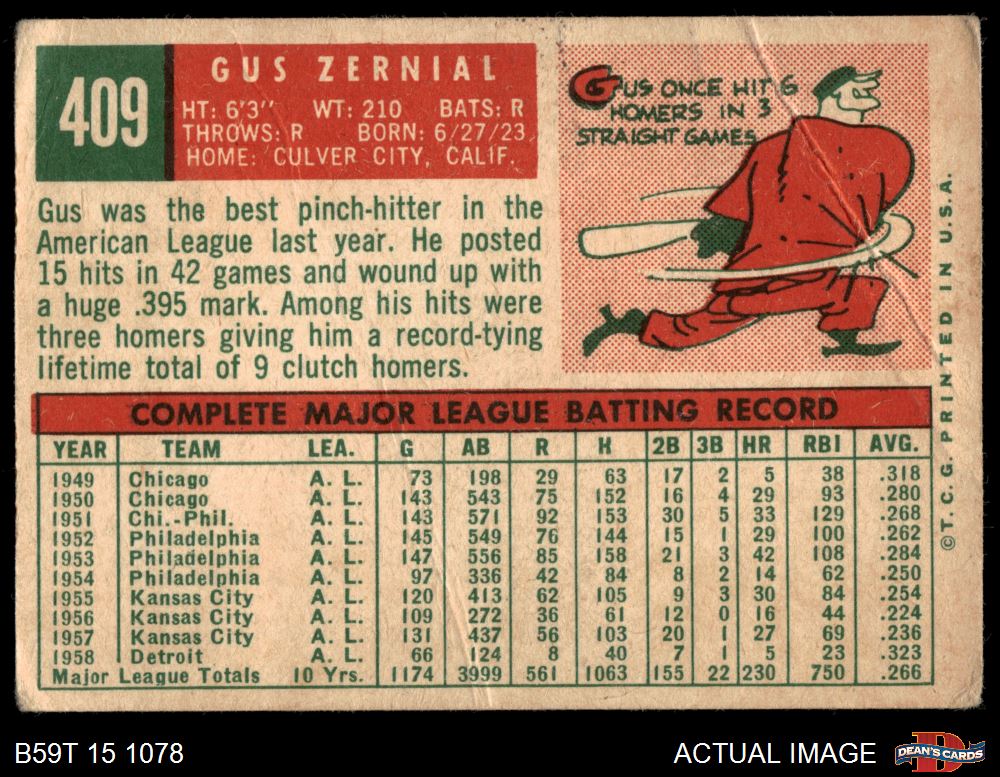 409
GUS ZERNIAL
HT: 6'3" WT: 210 BATS: R
THROWS: R BORN: 6/27/23
HOME: CULVER CITY, CALIF.
Gus was the best pinch-hitter in the
American League last year. He posted
15 hits in 42 games and wound up with
a huge .395 mark. Among his hits were
three homers giving him a record-tying
lifetime total of 9 clutch homers.
GUS ONCE HIT 6
HOMERS IN 3
STRAIGHT GAMES
COMPLETE MAJOR LEAGUE BATTING RECORD
YEAR TEAM LEA. G AB R H 2B 3B HR RBI AVG.
1949 Chicago A. L. 73 198 29 63 17 2 5 38 .318
1950 Chicago A. L. 143 543 75 152 16 4 29 93 .280
1951 Chi.-Phil. A. L. 143 571 92 153 30 5 33 129 .268
1952 Philadelphia A. L. 145 549 76 144 15 1 29 100 .262
1953 Philadelphia A. L. 147 556 85 158 21 3 42 108 .284
1954 Philadelphia A. L. 97 336 42 84 8 2 14 62 .250
1955 Kansas City A. L. 120 413 62 105 9 3 30 84 .254
1956 Kansas City A. L. 109 272 36 61 12 0 16 44 .224
1957 Kansas City A. L. 131 437 56 103 20 1 27 69 .236
1958 Detroit A. L. 66 124 8 40 7 1 5 23 .323
Major League Totals 10 Yrs. 1174 3999 561 1063 155 22 230 750 .266
© T. C. G. PRINTED IN U.S.A.
B59T 15 1078
ACTUAL IMAGE
DEAN'S CARDS